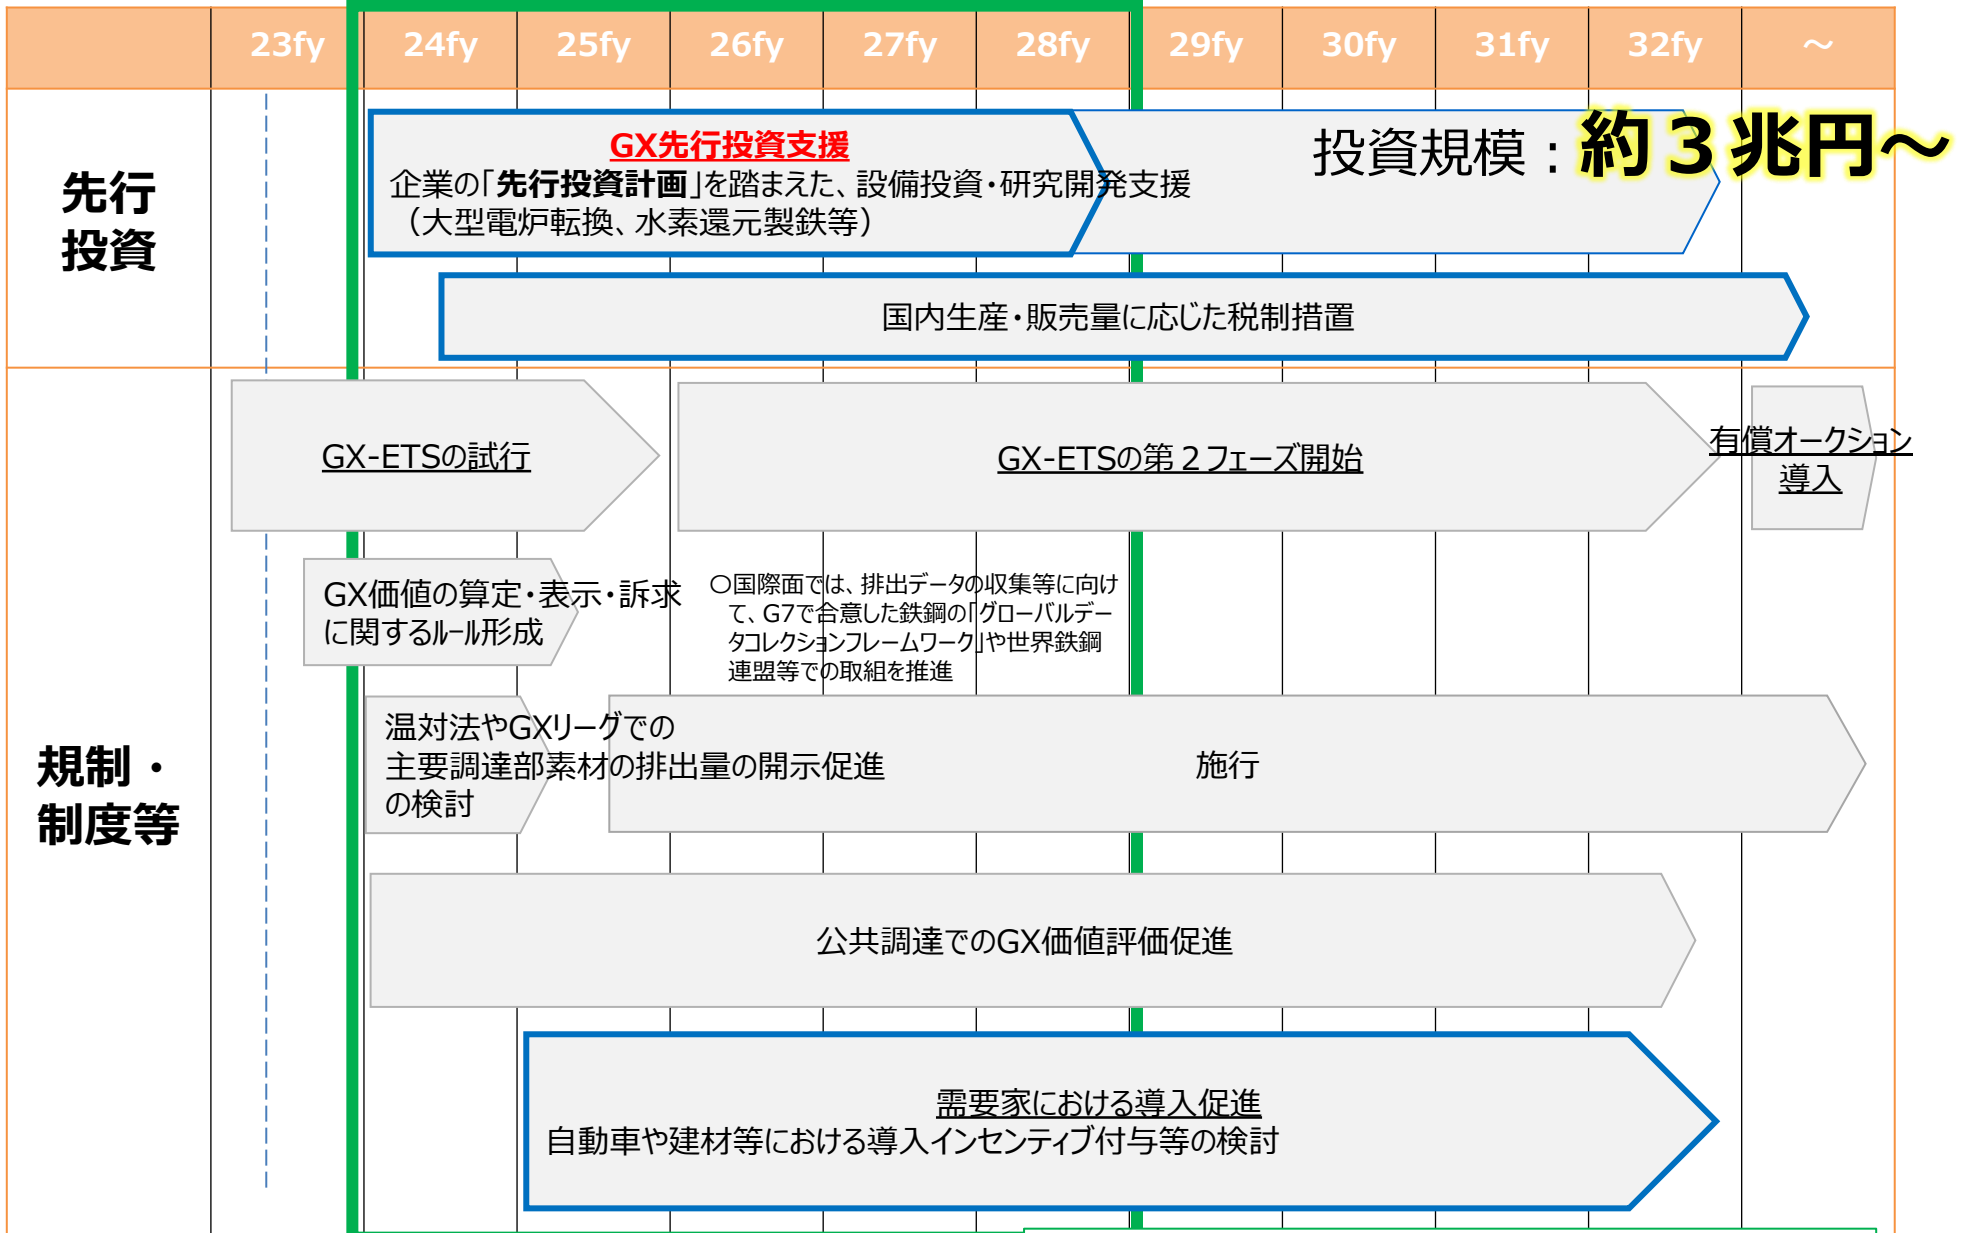 23fy 24fy 25fy 26fy 27fy 28fy 29fy 30fy 31fy 32fy ～
先行
投資
GX先行投資支援
企業の「先行投資計画」を踏まえた、設備投資・研究開発支援
（大型電炉転換、水素還元製鉄等）
投資規模：約３兆円～
国内生産・販売量に応じた税制措置
規制・
制度等
GX-ETSの試行
GX-ETSの第２フェーズ開始
有償オークション
導入
GX価値の算定・表示・訴求
に関するルール形成
○国際面では、排出データの収集等に向け
て、G7で合意した鉄鋼の「グローバルデー
タコレクションフレームワーク」や世界鉄鋼
連盟等での取組を推進
温対法やGXリーグでの
主要調達部素材の排出量の開示促進
の検討
施行
公共調達でのGX価値評価促進
需要家における導入促進
自動車や建材等における導入インセンティブ付与等の検討